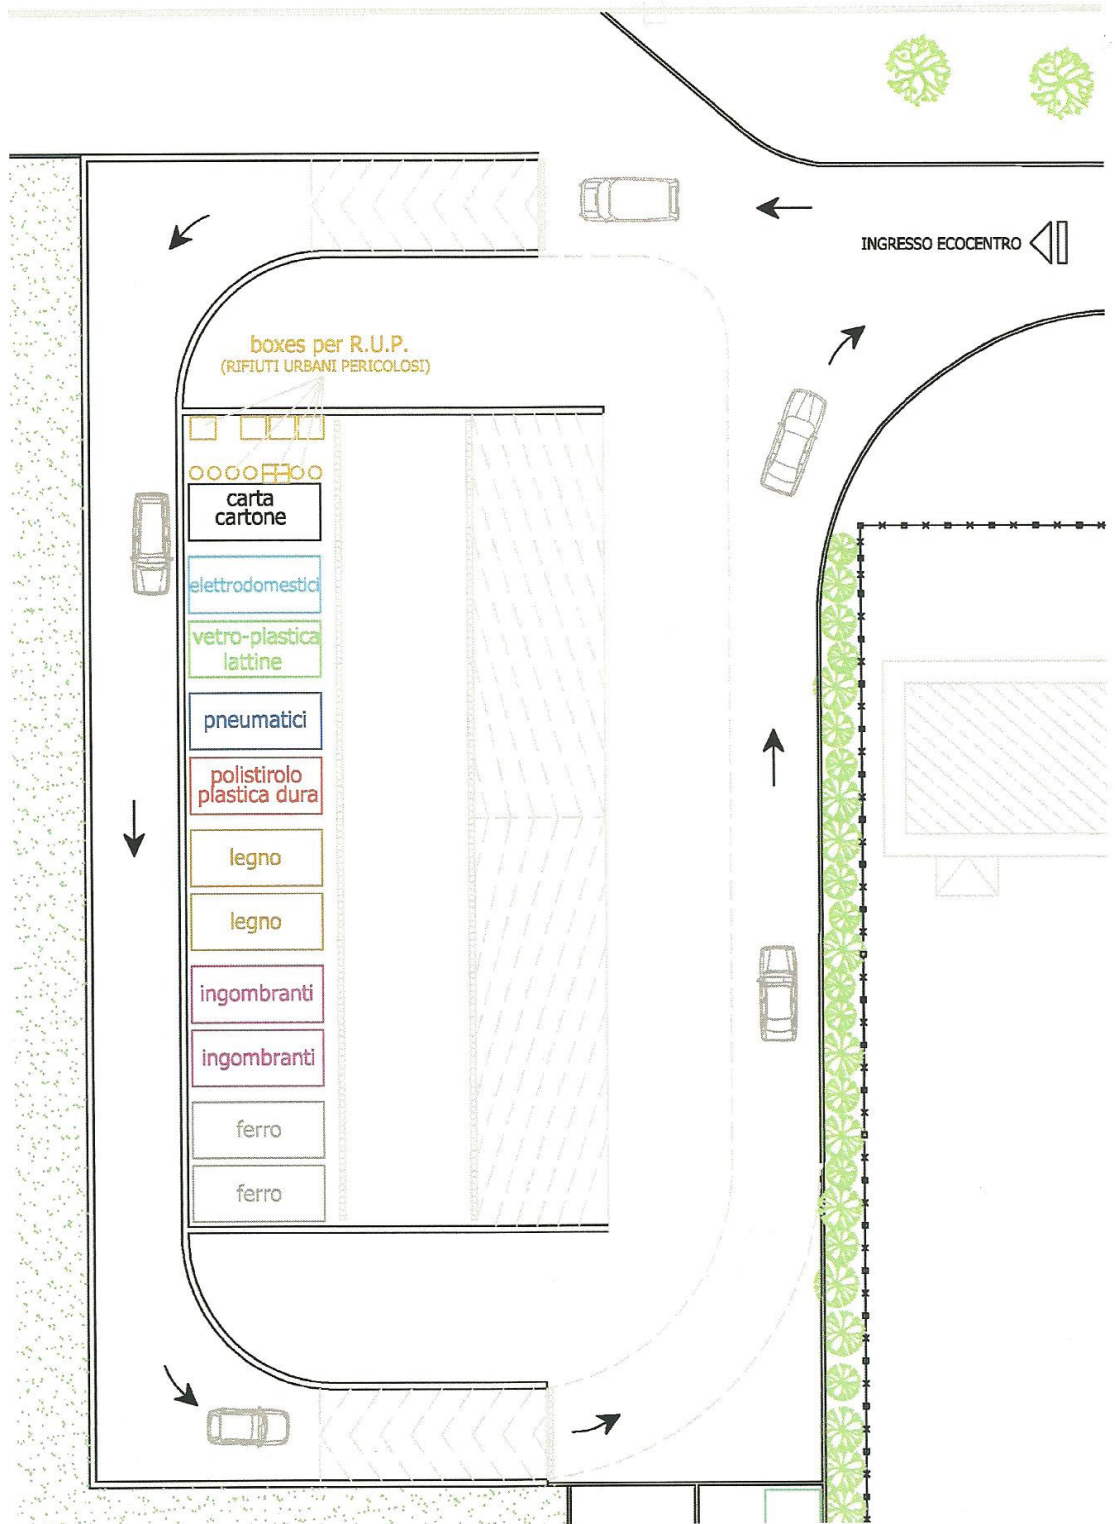 INGRESSO ECOCENTRO
boxes per R.U.P.
(RIFIUTI URBANI PERICOLOSI)
carta
cartone
elettrodomestici
vetro-plastica
lattine
pneumatici
polistirolo
plastica dura
legno
legno
ingombranti
ingombranti
ferro
ferro